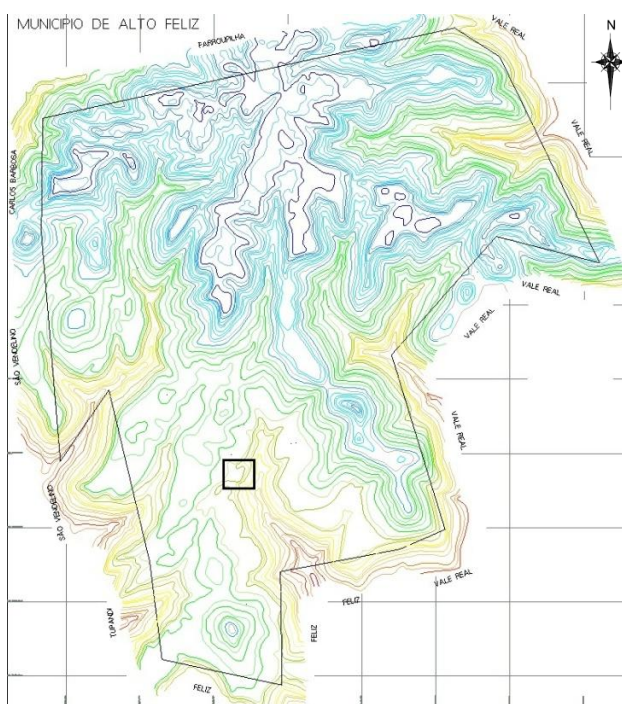 MUNICIPIO DE ALTO FELIZ
N
FARROUPILHA
VALE REAL
VALE REAL
CARLOS BARBOSA
VALE REAL
VALE REAL
SÃO VENDELINO
VALE REAL
SÃO VENDELINO
VALE REAL
TUPANDI
FELIZ
FELIZ
FELIZ